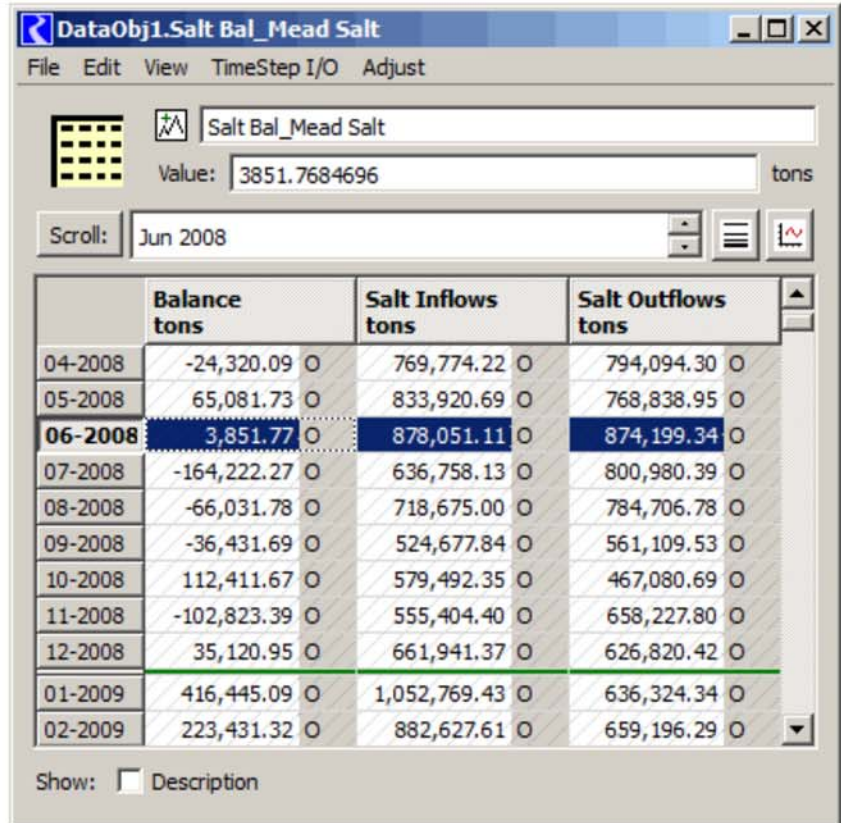 DataObj1.Salt Bal_Mead Salt
File Edit View TimeStep I/O Adjust
Salt Bal_Mead Salt
Value: 3851.7684696 tons
Scroll: Jun 2008
Balance tons Salt Inflows tons Salt Outflows tons
04-2008 -24,320.09 O 769,774.22 O 794,094.30 O
05-2008 65,081.73 O 833,920.69 O 768,838.95 O
06-2008 3,851.77 O 878,051.11 O 874,199.34 O
07-2008 -164,222.27 O 636,758.13 O 800,980.39 O
08-2008 -66,031.78 O 718,675.00 O 784,706.78 O
09-2008 -36,431.69 O 524,677.84 O 561,109.53 O
10-2008 112,411.67 O 579,492.35 O 467,080.69 O
11-2008 -102,823.39 O 555,404.40 O 658,227.80 O
12-2008 35,120.95 O 661,941.37 O 626,820.42 O
01-2009 416,445.09 O 1,052,769.43 O 636,324.34 O
02-2009 223,431.32 O 882,627.61 O 659,196.29 O
Show: Description